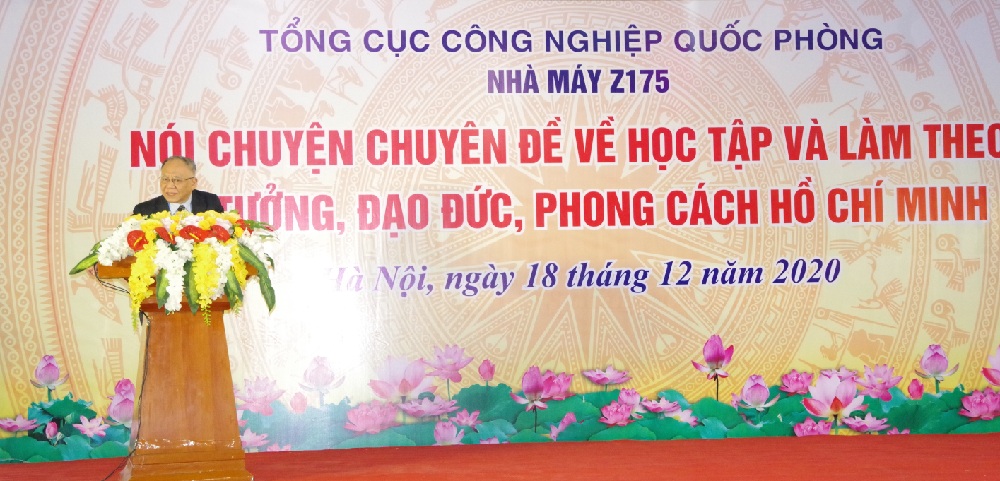 TỔNG CỤC CÔNG NGHIỆP QUỐC PHÒNG
NHÀ MÁY Z175
NÓI CHUYỆN CHUYÊN ĐỀ VỀ HỌC TẬP VÀ LÀM THEO
TƯỞNG, ĐẠO ĐỨC, PHONG CÁCH HỒ CHÍ MINH
Hà Nội, ngày 18 tháng 12 năm 2020